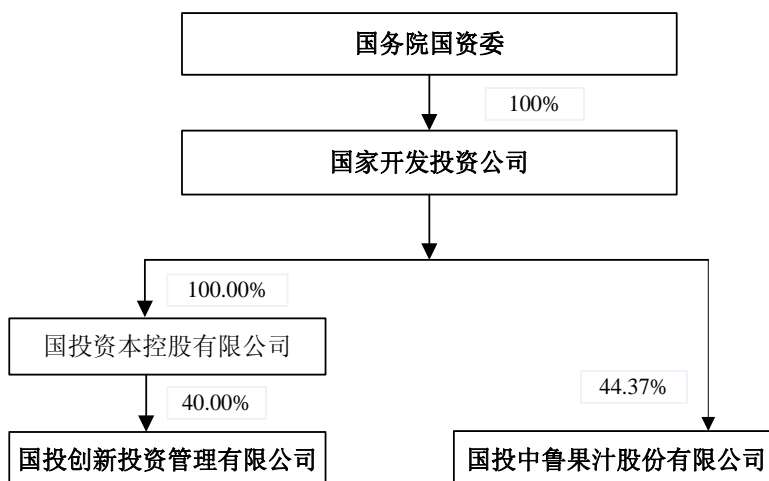 国务院国资委
100%
国家开发投资公司
100.00%
国投资本控股有限公司
40.00%
44.37%
国投创新投资管理有限公司
国投中鲁果汁股份有限公司